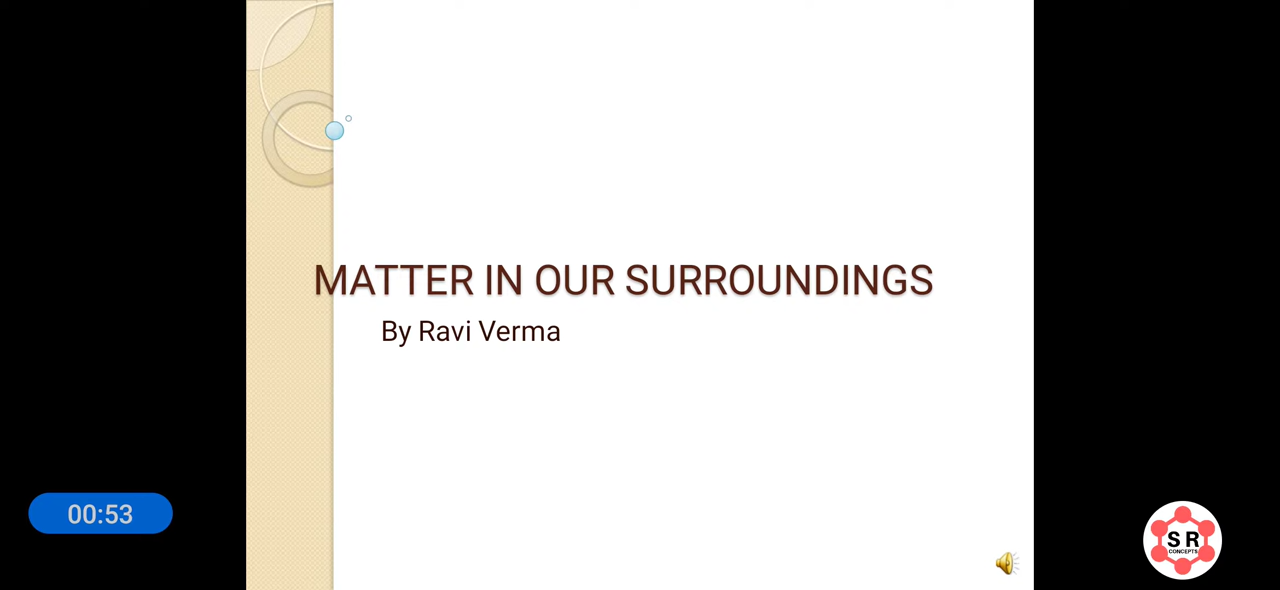 MATTER IN OUR SURROUNDINGS
By Ravi Verma
00:53
S R
CONCEPTS